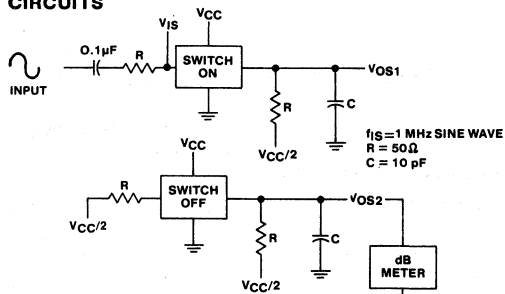 CIRCUITS
VCC
VIS
0.1µF
R
SWITCH
ON
VOS1
INPUT
R
C
VCC/2
fIS=1 MHz SINE WAVE
R = 50Ω
C = 10 pF
VCC
R
SWITCH
OFF
VOS2
VCC/2
R
C
dB
METER
VCC/2